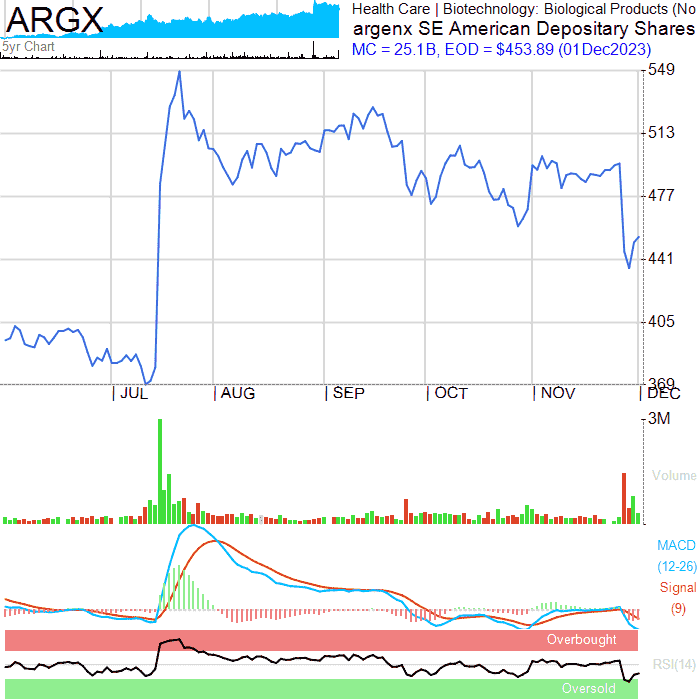 ARGX
5yr Chart
Health Care | Biotechnology: Biological Products (No
argenx SE American Depositary Shares
MC = 25.1B, EOD = $453.89 (01Dec2023)
549
513
477
441
405
369
JUL
AUG
SEP
OCT
NOV
DEC
3M
Volume
MACD
(12-26)
Signal
(9)
Overbought
RSI(14)
Oversold